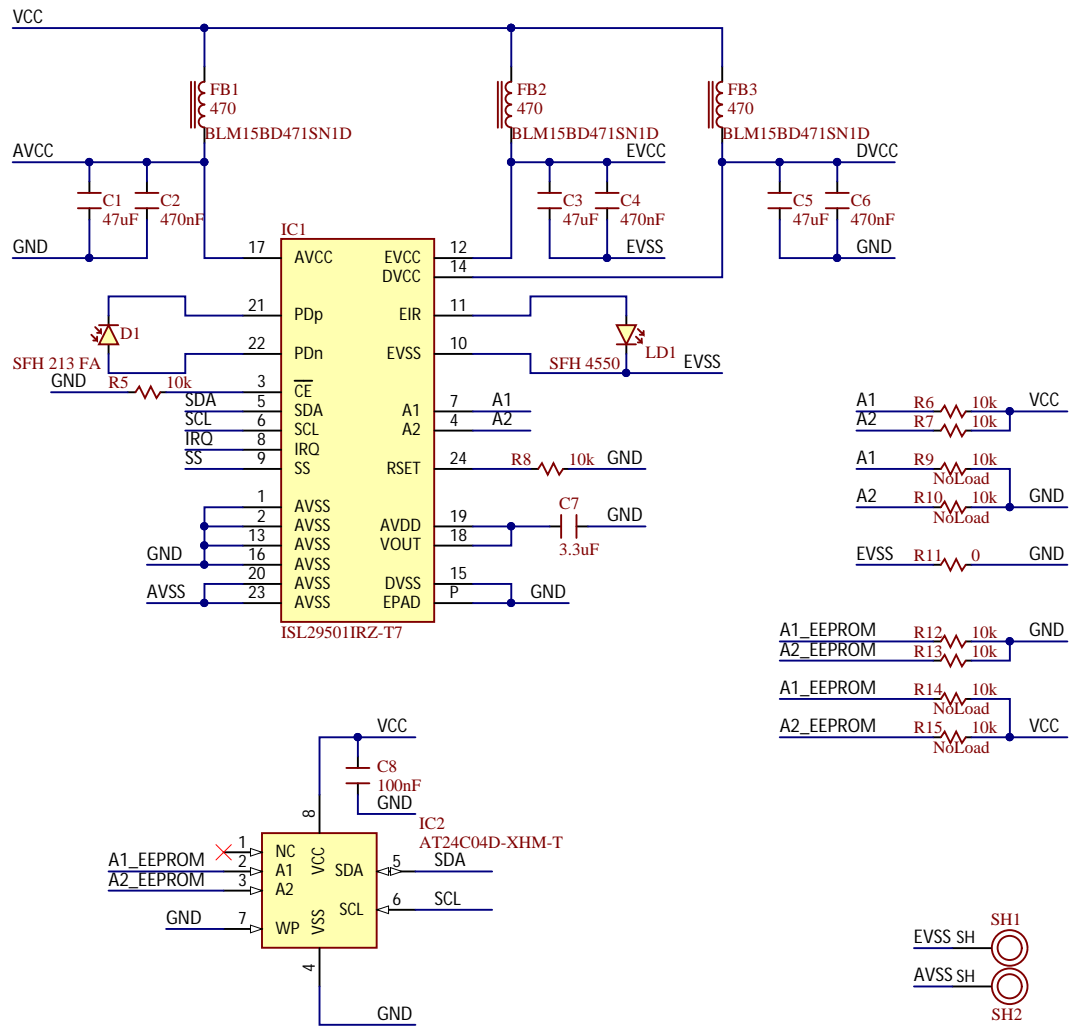 VCC
FB1
470
BLM15BD471SN1D
FB2
470
BLM15BD471SN1D
FB3
470
BLM15BD471SN1D
AVCC
EVCC
DVCC
C1
47uF
C2
470nF
C3
47uF
C4
470nF
C5
47uF
C6
470nF
GND
EVSS
GND
IC1
17 AVCC
EVCC 12
DVCC 14
21 PDp
EIR 11
22 PDn
EVSS 10
D1
SFH 213 FA
LD1
SFH 4550
EVSS
GND R5 10k 3 CE
SDA 5 SDA
SCL 6 SCL
IRQ 8 IRQ
SS 9 SS
A1 7 A1
A2 4 A2
RSET 24 R8 10k GND
1 AVSS
2 AVSS
13 AVSS
GND 16 AVSS
20 AVSS
AVSS 23 AVSS
AVDD 19
VOUT 18
C7
3.3uF
GND
DVSS 15
EPAD P
GND
ISL29501IRZ-T7
A1 R6 10k VCC
A2 R7 10k
A1 R9 10k
NoLoad
A2 R10 10k GND
NoLoad
EVSS R11 0 GND
A1_EEPROM R12 10k GND
A2_EEPROM R13 10k
A1_EEPROM R14 10k
NoLoad
A2_EEPROM R15 10k VCC
NoLoad
VCC
C8
100nF
GND
8
IC2
AT24C04D-XHM-T
1 NC
A1_EEPROM 2 A1
A2_EEPROM 3 A2
GND 7 WP
VCC
VSS
SDA 5 SDA
SCL 6 SCL
4
GND
SH1
EVSS SH
AVSS SH
SH2